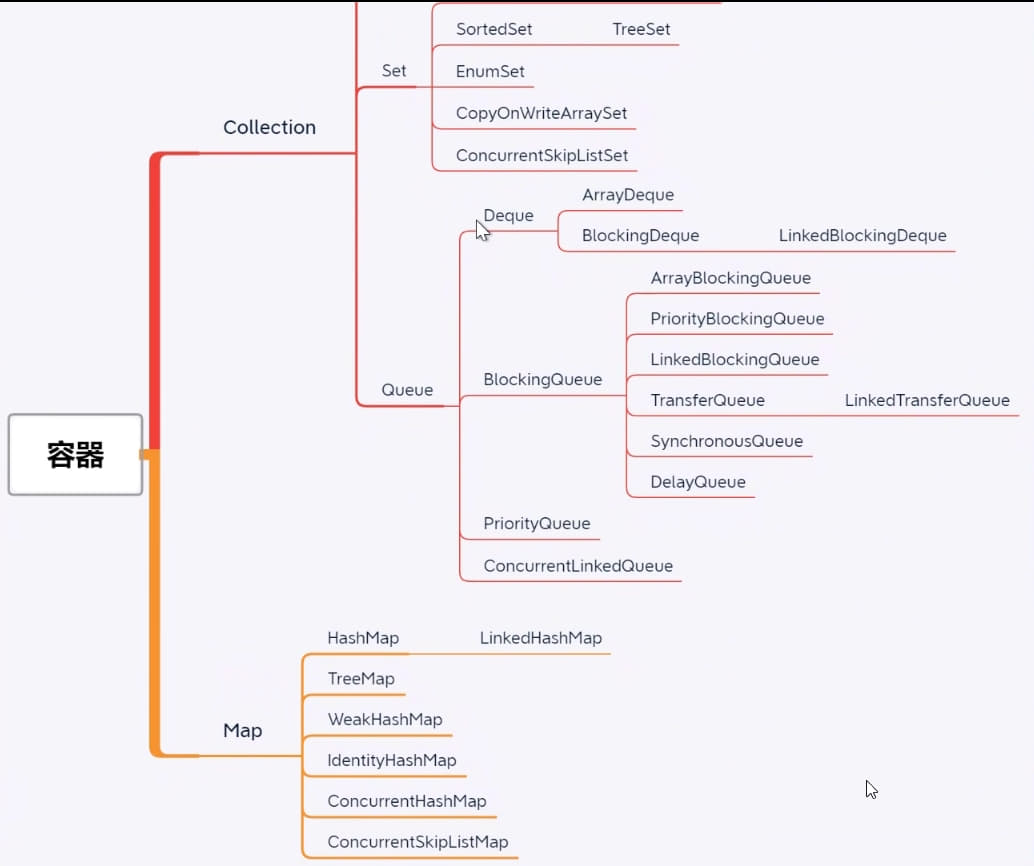 SortedSet TreeSet
Set
EnumSet
CopyOnWriteArraySet
Collection
ConcurrentSkipListSet
ArrayDeque
Deque
BlockingDeque LinkedBlockingDeque
ArrayBlockingQueue
PriorityBlockingQueue
LinkedBlockingQueue
BlockingQueue
Queue
TransferQueue LinkedTransferQueue
SynchronousQueue
容器
DelayQueue
PriorityQueue
ConcurrentLinkedQueue
HashMap LinkedHashMap
TreeMap
WeakHashMap
Map
IdentityHashMap
ConcurrentHashMap
ConcurrentSkipListMap